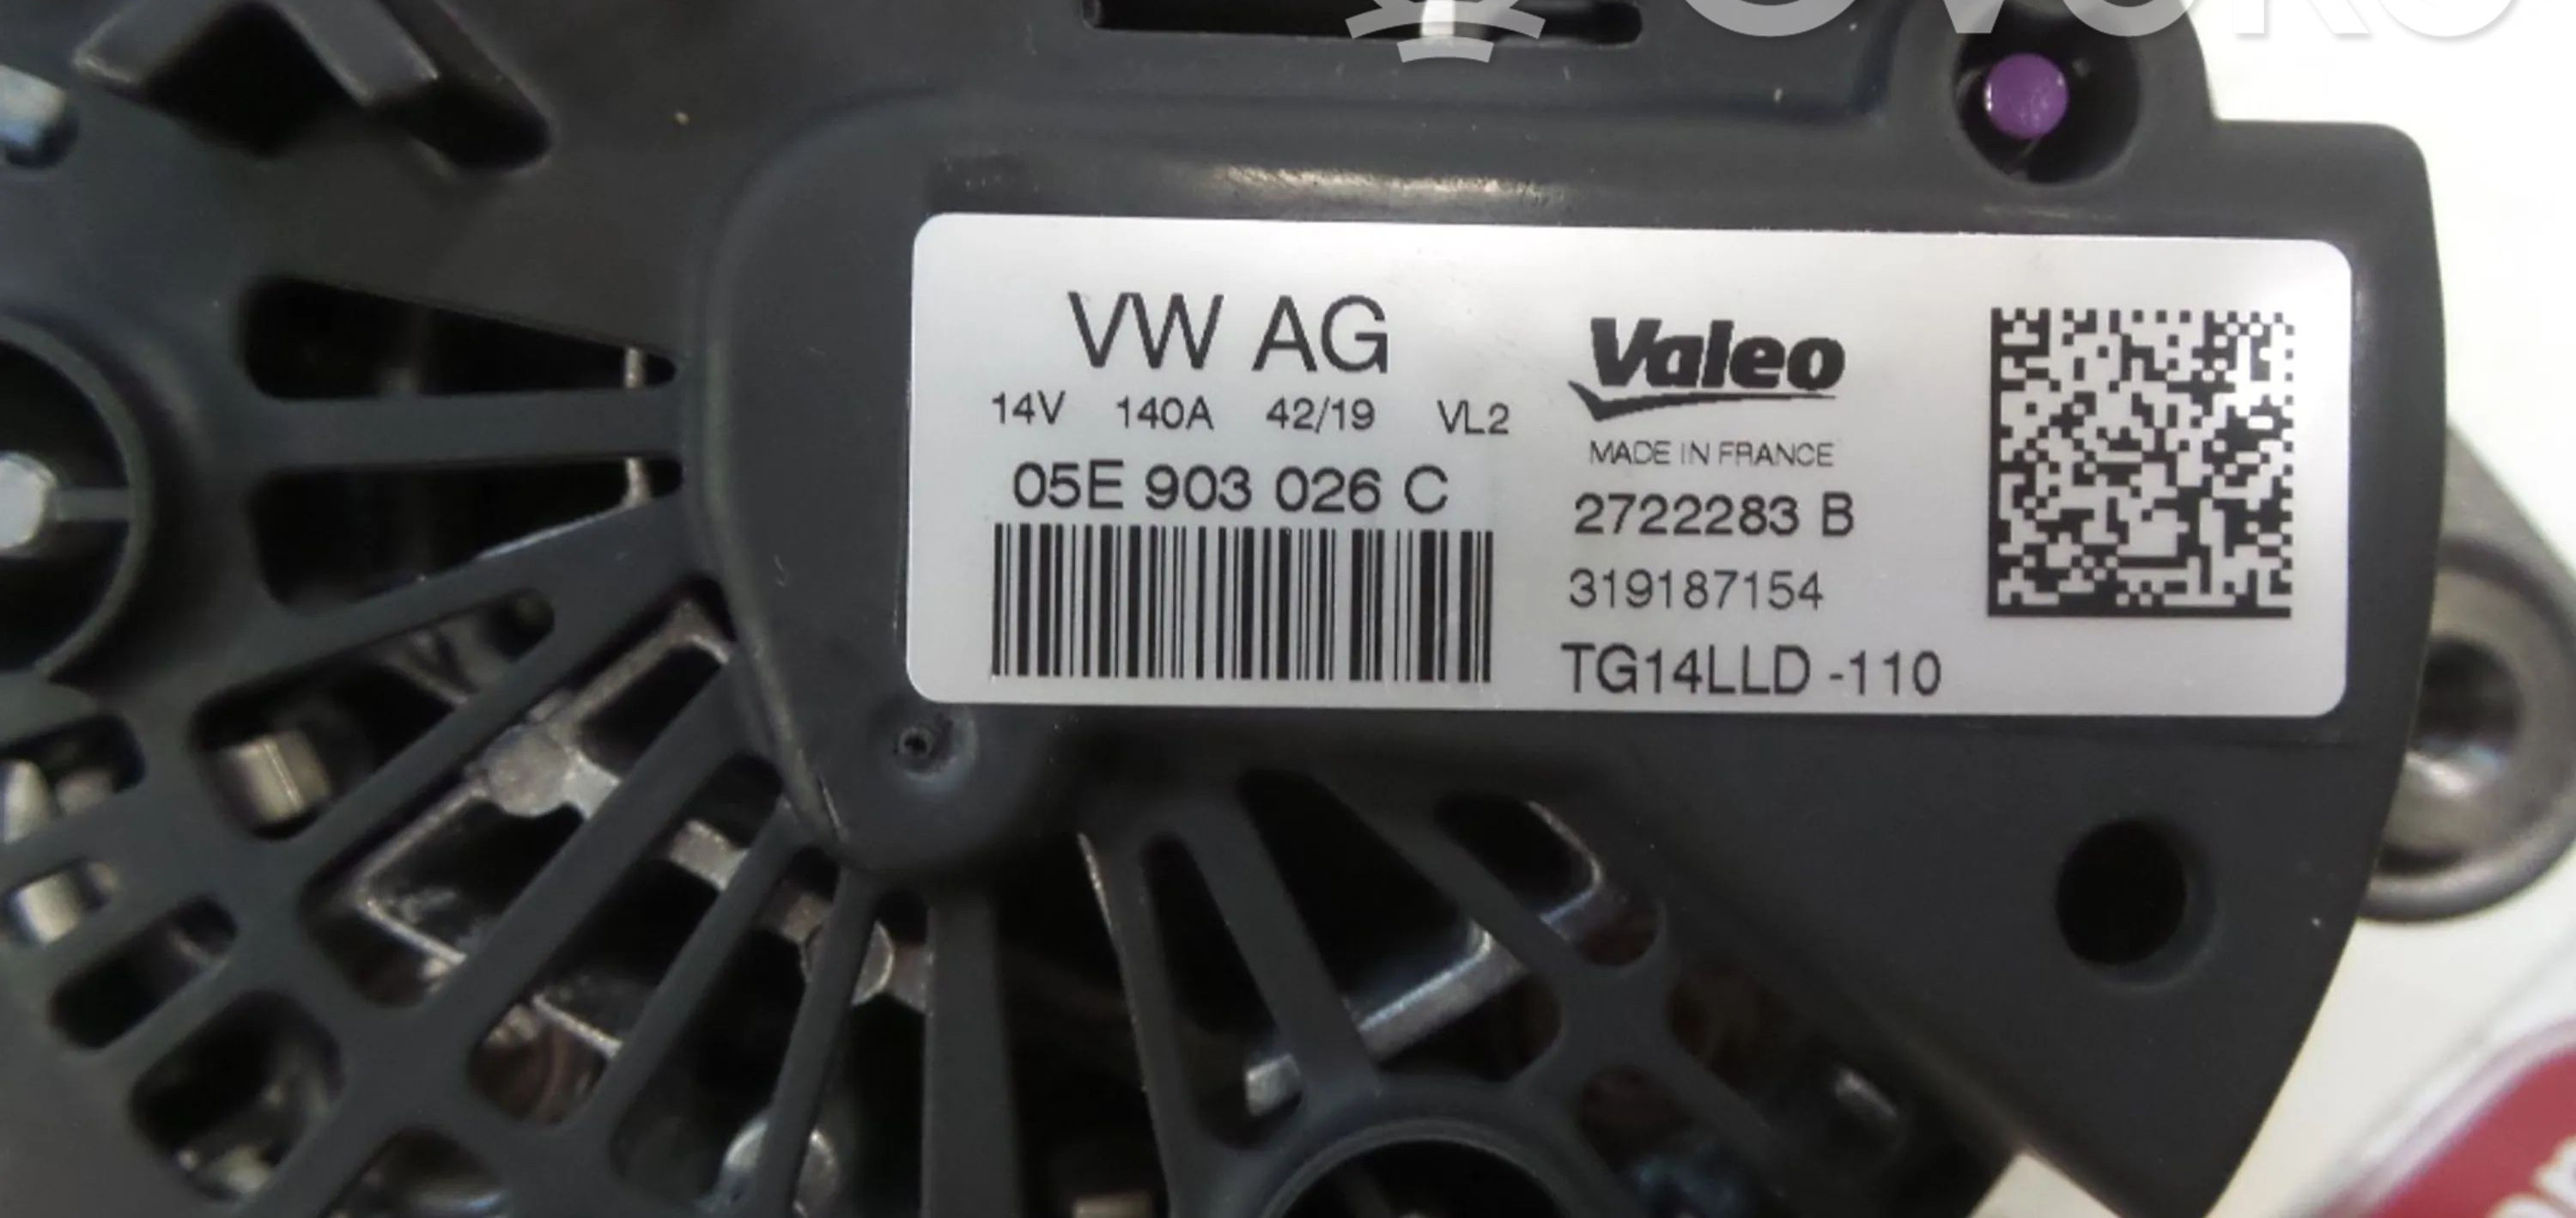 VW AG
14V 140A 42/19 VL2
05E 903 026 C
Valeo
MADE IN FRANCE
2722283 B
319187154
TG14LLD -110